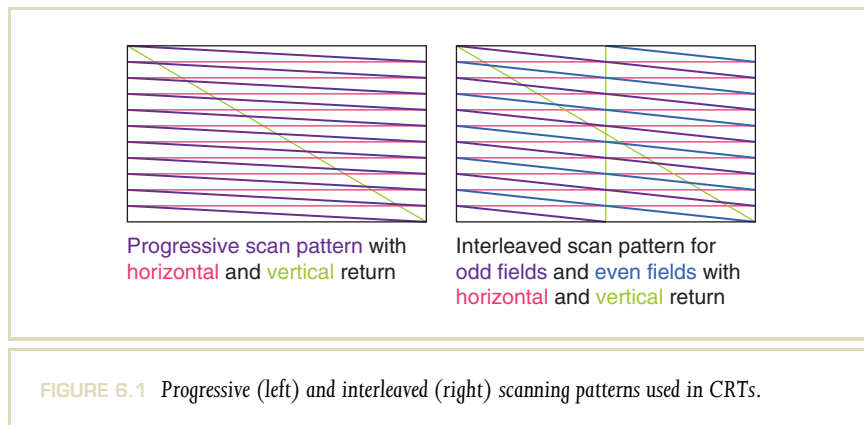 Progressive scan pattern with
horizontal and vertical return
Interleaved scan pattern for
odd fields and even fields with
horizontal and vertical return
FIGURE 6.1 Progressive (left) and interleaved (right) scanning patterns used in CRTs.